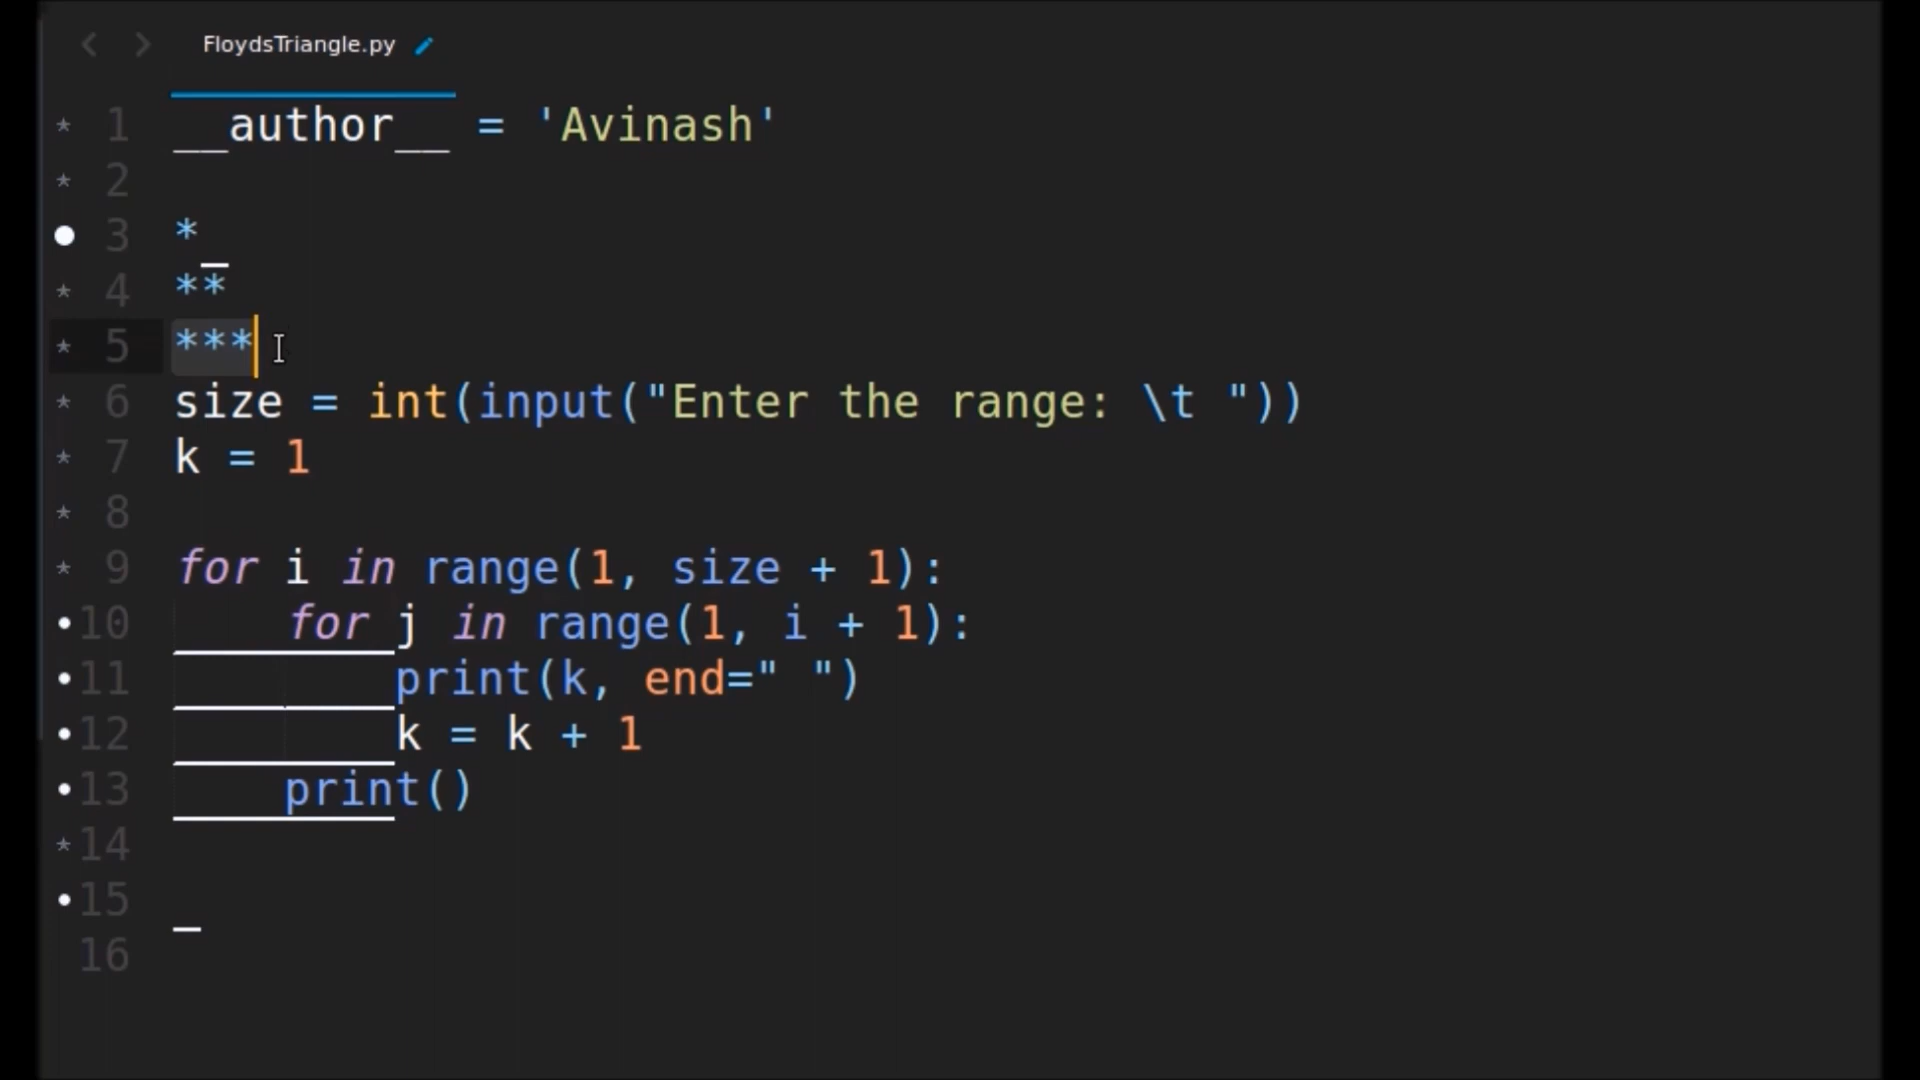 FloydsTriangle.py
1 __author__ = 'Avinash'
2
3 *
4 **
5 ***
6 size = int(input("Enter the range: \t "))
7 k = 1
8
9 for i in range(1, size + 1):
10     for j in range(1, i + 1):
11         print(k, end=" ")
12         k = k + 1
13     print()
14
15
16